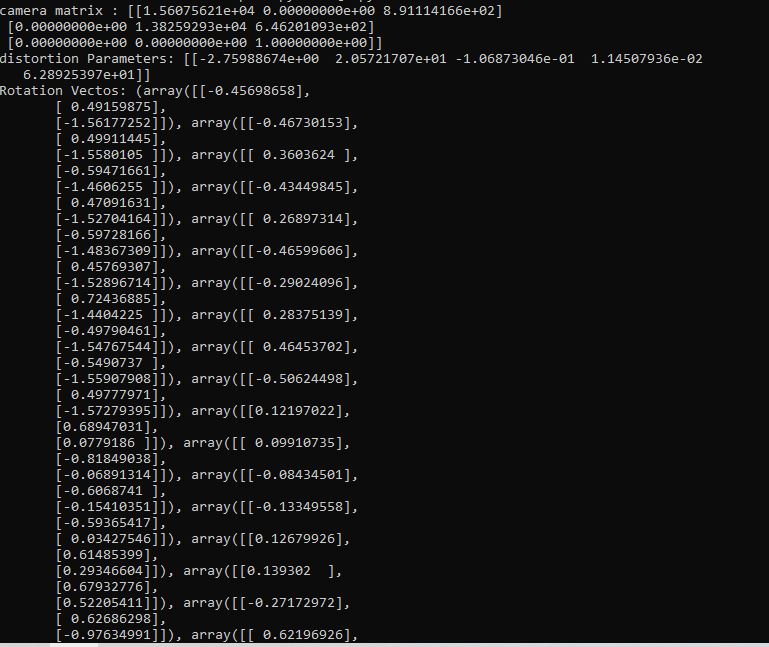 camera matrix : [[1.56075621e+04 0.00000000e+00 8.91114166e+02]
[0.00000000e+00 1.38259293e+04 6.46201093e+02]
[0.00000000e+00 0.00000000e+00 1.00000000e+00]]
distortion Parameters: [[-2.75988674e+00 2.05721707e+01 -1.06873046e-01 1.14507936e-02
6.28925397e+01]]
Rotation Vectos: (array([[-0.45698658],
[ 0.49159875],
[-1.56177252]]), array([[-0.46730153],
[ 0.49911445],
[-1.5580105 ]]), array([[ 0.3603624 ],
[-0.59471661],
[-1.4606255 ]]), array([[-0.43449845],
[ 0.47091631],
[-1.52704164]]), array([[ 0.26897314],
[-0.59728166],
[-1.48367309]]), array([[-0.46599606],
[ 0.45769307],
[-1.52896714]]), array([[-0.29024096],
[ 0.72436885],
[-1.4404225 ]]), array([[ 0.28375139],
[-0.49790461],
[-1.54767544]]), array([[ 0.46453702],
[-0.5490737 ],
[-1.55907908]]), array([[-0.50624498],
[ 0.49777971],
[-1.57279395]]), array([[0.12197022],
[0.68947031],
[0.0779186 ]]), array([[ 0.09910735],
[-0.81849038],
[-0.06891314]]), array([[-0.08434501],
[-0.6068741 ],
[-0.15410351]]), array([[-0.13349558],
[-0.59365417],
[ 0.03427546]]), array([[0.12679926],
[0.61485399],
[0.29346604]]), array([[0.139302  ],
[0.67932776],
[0.52205411]]), array([[-0.27172972],
[ 0.62686298],
[-0.97634991]]), array([[ 0.62196926],